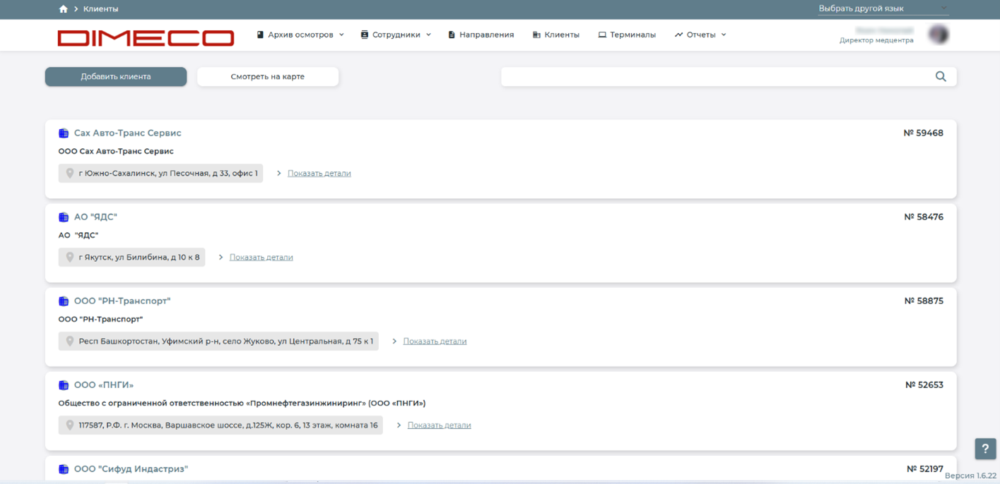 Клиенты
Выбрать другой язык
DIMECO
Архив осмотров
Сотрудники
Направления
Клиенты
Терминалы
Отчеты
Директор медцентра
Добавить клиента
Смотреть на карте
Сах Авто-Транс Сервис
№ 59468
ООО Сах Авто-Транс Сервис
г Южно-Сахалинск, ул Песочная, д 33, офис 1
Показать детали
АО "ЯДС"
№ 58476
АО "ЯДС"
г Якутск, ул Билибина, д 10 к 8
Показать детали
ООО "РН-Транспорт"
№ 58875
ООО "РН-Транспорт"
Респ Башкортостан, Уфимский р-н, село Жуково, ул Центральная, д 75 к 1
Показать детали
ООО «ПНГИ»
№ 52653
Общество с ограниченной ответственностью «Промнефтегазинжиниринг» (ООО «ПНГИ»)
117587, Р.Ф. г. Москва, Варшавское шоссе, д.125Ж, кор. 6, 13 этаж, комната 16
Показать детали
?
ООО "Сифуд Индастриз"
№ 52197
Версия 1.6.22